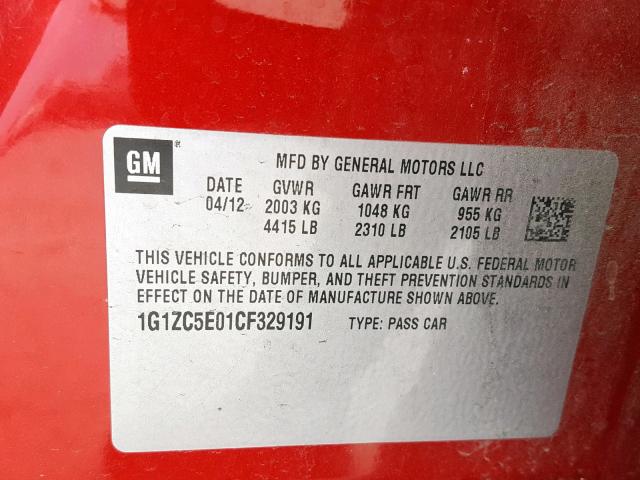 GM®
MFD BY GENERAL MOTORS LLC
DATE GVWR GAWR FRT GAWR RR
04/12 2003 KG 1048 KG 955 KG
4415 LB 2310 LB 2105 LB
THIS VEHICLE CONFORMS TO ALL APPLICABLE U.S. FEDERAL MOTOR
VEHICLE SAFETY, BUMPER, AND THEFT PREVENTION STANDARDS IN
EFFECT ON THE DATE OF MANUFACTURE SHOWN ABOVE.
1G1ZC5E01CF329191 TYPE: PASS CAR